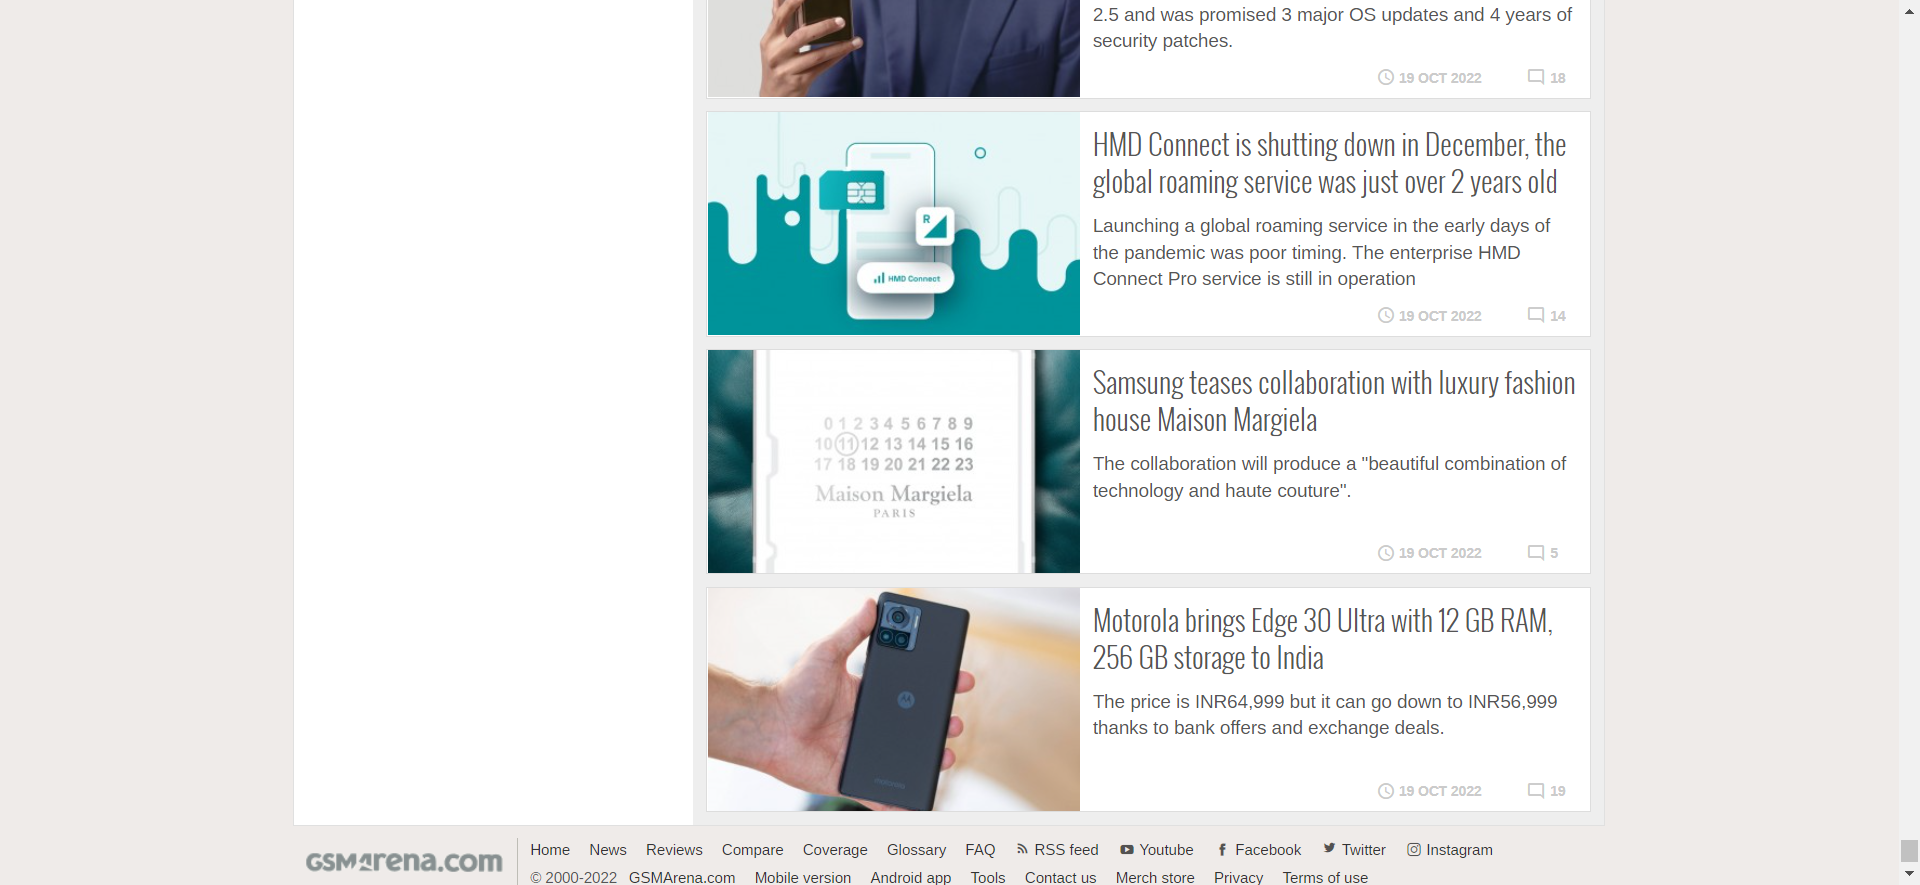 2.5 and was promised 3 major OS updates and 4 years of
security patches.
19 OCT 2022 18
R
HMD Connect
HMD Connect is shutting down in December, the
global roaming service was just over 2 years old
Launching a global roaming service in the early days of
the pandemic was poor timing. The enterprise HMD
Connect Pro service is still in operation
19 OCT 2022 14
0 1 2 3 4 5 6 7 8 9
10 11 12 13 14 15 16
17 18 19 20 21 22 23
Maison Margiela
PARIS
Samsung teases collaboration with luxury fashion
house Maison Margiela
The collaboration will produce a "beautiful combination of
technology and haute couture".
19 OCT 2022 5
Motorola brings Edge 30 Ultra with 12 GB RAM,
256 GB storage to India
The price is INR64,999 but it can go down to INR56,999
thanks to bank offers and exchange deals.
19 OCT 2022 19
GSMArena.com
Home News Reviews Compare Coverage Glossary FAQ RSS feed Youtube Facebook Twitter Instagram
© 2000-2022 GSMArena.com Mobile version Android app Tools Contact us Merch store Privacy Terms of use